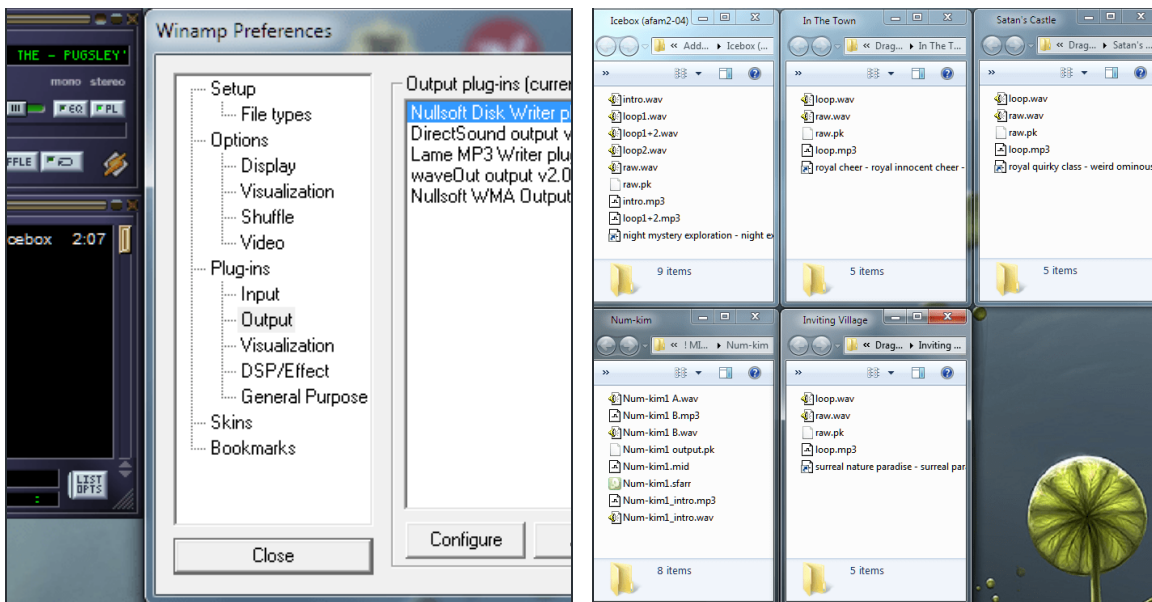 THE - PUGSLEY'
mono stereo
EQ PL
FFLE
cebox 2:07
LIST
OPTS
Winamp Preferences
Setup
File types
Options
Display
Visualization
Shuffle
Video
Plug-ins
Input
Output
Visualization
DSP/Effect
General Purpose
Skins
Bookmarks
Close
Output plug-ins (curre
Nullsoft Disk Writer p
DirectSound output v
Lame MP3 Writer plu
waveOut output v2.0
Nullsoft WMA Output
Configure
Icebox (afam2-04)
« Add... Icebox (...
»
intro.wav
loop1.wav
loop1+2.wav
loop2.wav
raw.wav
raw.pk
intro.mp3
loop1+2.mp3
night mystery exploration - night ex
9 items
In The Town
« Drag... In The T...
»
loop.wav
raw.wav
raw.pk
loop.mp3
royal cheer - royal innocent cheer -
5 items
Satan's Castle
« Drag... Satan's ...
»
loop.wav
raw.wav
raw.pk
loop.mp3
royal quirky class - weird ominous
5 items
Num-kim
« ! MI... Num-kim
»
Num-kim1 A.wav
Num-kim1 B.mp3
Num-kim1 B.wav
Num-kim1 output.pk
Num-kim1.mid
Num-kim1.sfarr
Num-kim1_intro.mp3
Num-kim1_intro.wav
8 items
Inviting Village
« Drag... Inviting ...
»
loop.wav
raw.wav
raw.pk
loop.mp3
surreal nature paradise - surreal par
5 items